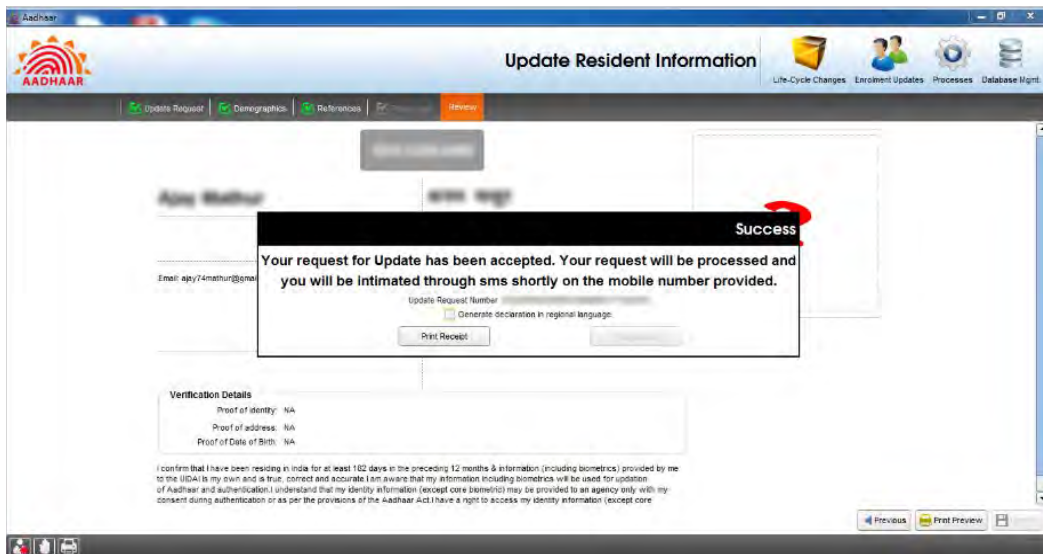 Aadhaar
AADHAAR
Update Resident Information
Life-Cycle Changes
Enrolment Updates
Processes
Database Mgmt.
Update Request
Demographics
References
Review
Ajay Mathur
Success
Your request for Update has been accepted. Your request will be processed and
you will be intimated through sms shortly on the mobile number provided.
Email:
Update Request Number
Generate declaration in regional language.
Print Receipt
Verification Details
Proof of identity: NA
Proof of address: NA
Proof of Date of Birth: NA
I confirm that I have been residing in India for at least 182 days in the preceding 12 months & information (including biometrics) provided by me
to the UIDAI is my own and is true, correct and accurate.I am aware that my information including biometrics will be used for updation
of Aadhaar and authentication.I understand that my identity information (except core biometric) may be provided to an agency only with my
consent during authentication or as per the provisions of the Aadhaar Act.I have a right to access my identity information (except core
Previous
Print Preview